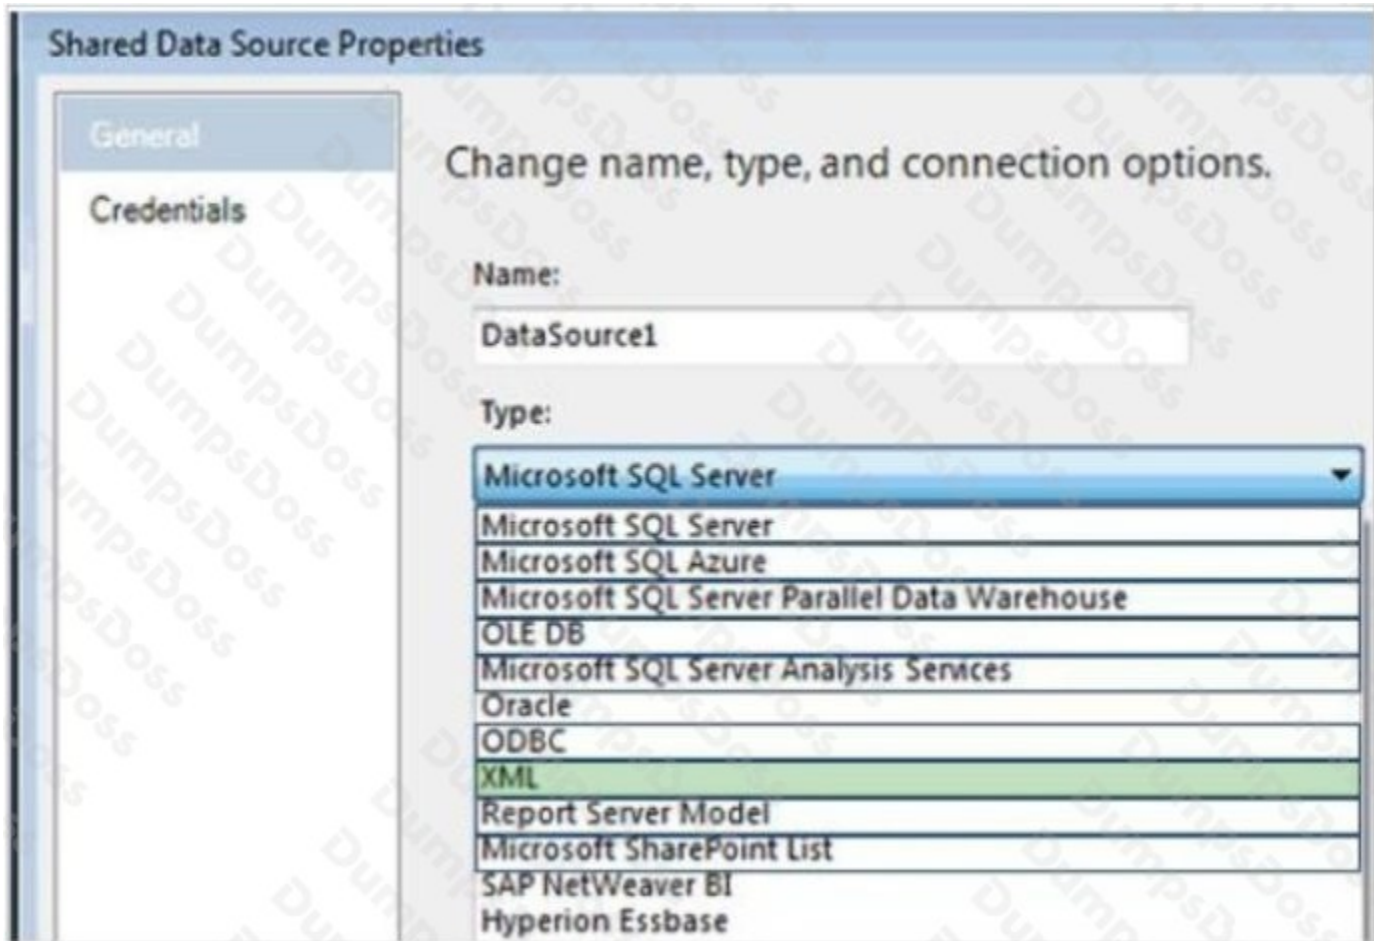 Shared Data Source Properties
General
Credentials
Change name, type, and connection options.
Name:
DataSource1
Type:
Microsoft SQL Server
Microsoft SQL Server
Microsoft SQL Azure
Microsoft SQL Server Parallel Data Warehouse
OLE DB
Microsoft SQL Server Analysis Services
Oracle
ODBC
XML
Report Server Model
Microsoft SharePoint List
SAP NetWeaver BI
Hyperion Essbase
DumpsDoss